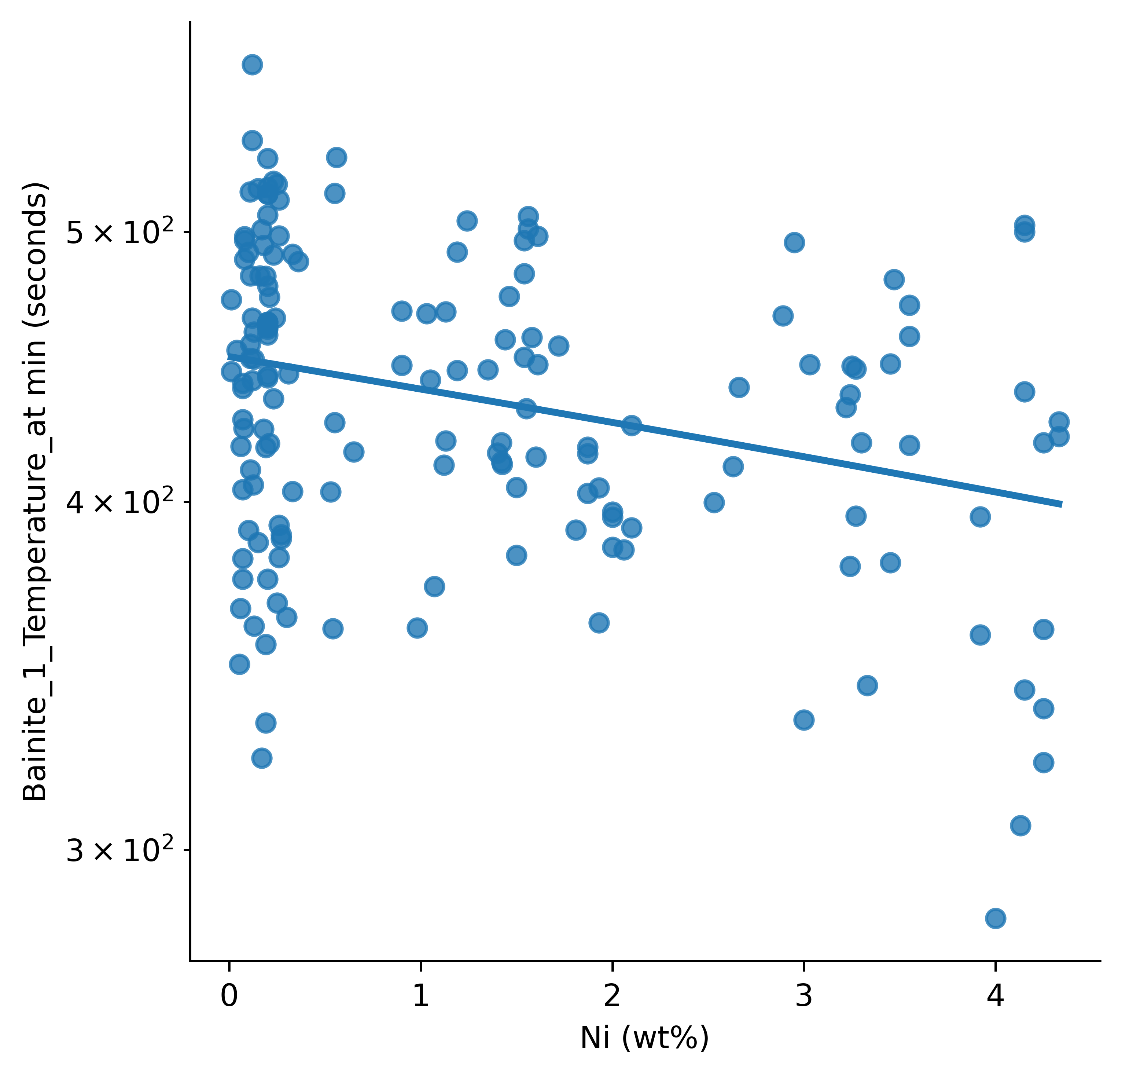 Bainite_1_Temperature_at min (seconds)
5 × 10²
4 × 10²
3 × 10²
0 1 2 3 4
Ni (wt%)